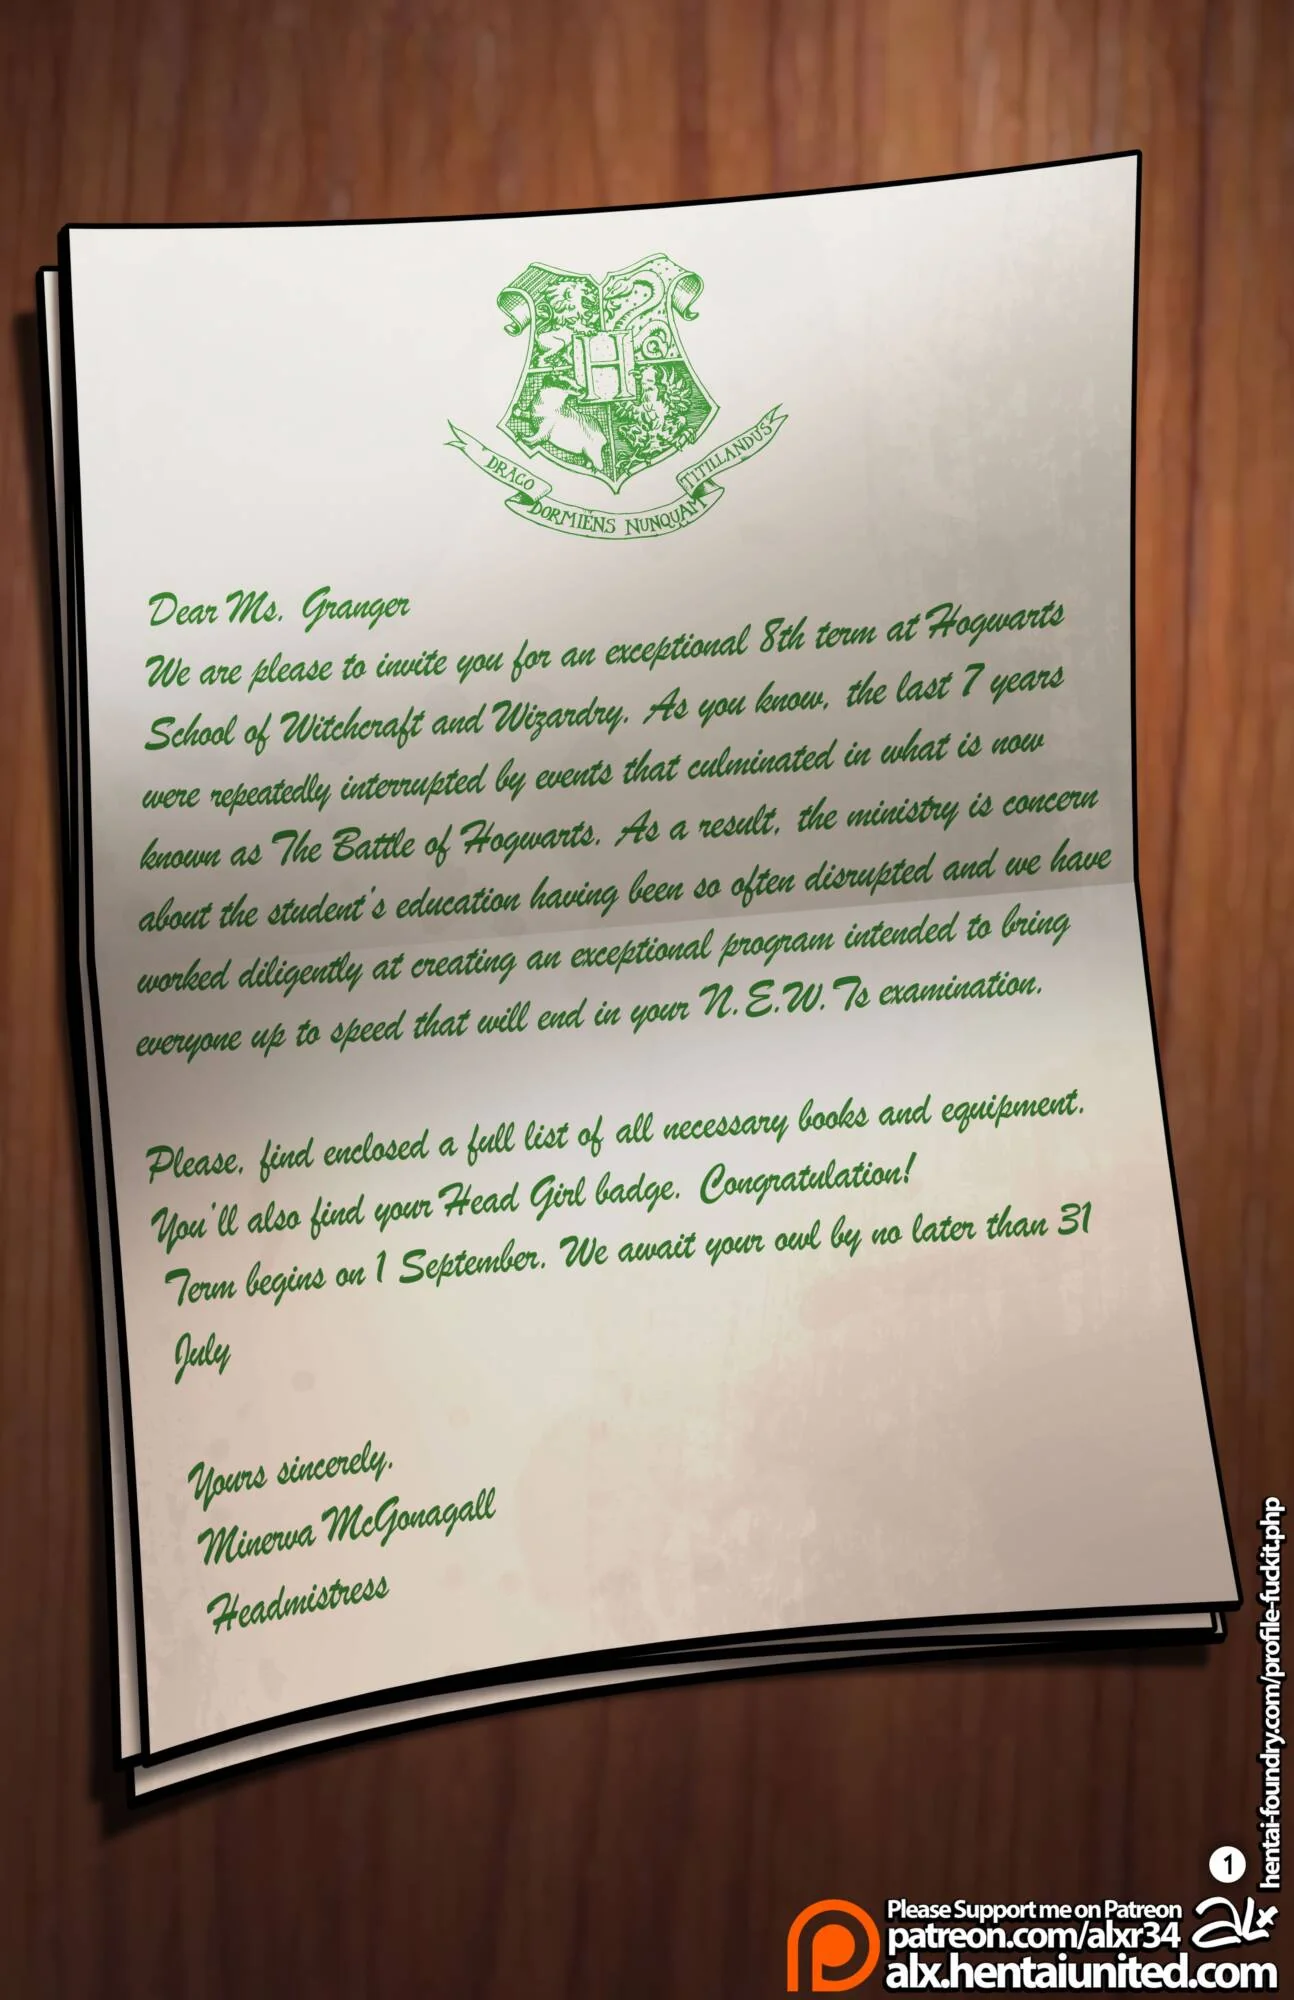 H
DRACO DORMIENS NUNQUAM TITILLANDUS
Dear Ms. Granger
We are please to invite you for an exceptional 8th term at Hogwarts
School of Witchcraft and Wizardry. As you know, the last 7 years
were repeatedly interrupted by events that culminated in what is now
known as The Battle of Hogwarts. As a result, the ministry is concern
about the student's education having been so often disrupted and we have
worked diligently at creating an exceptional program intended to bring
everyone up to speed that will end in your N.E.W.Ts examination.
Please, find enclosed a full list of all necessary books and equipment.
You'll also find your Head Girl badge. Congratulation!
Term begins on 1 September. We await your owl by no later than 31
July
Yours sincerely,
Minerva McGonagall
Headmistress
hentai-foundry.com/profile-fuckit.php
1
Please Support me on Patreon
patreon.com/alxr34
alx
alx.hentaiunited.com